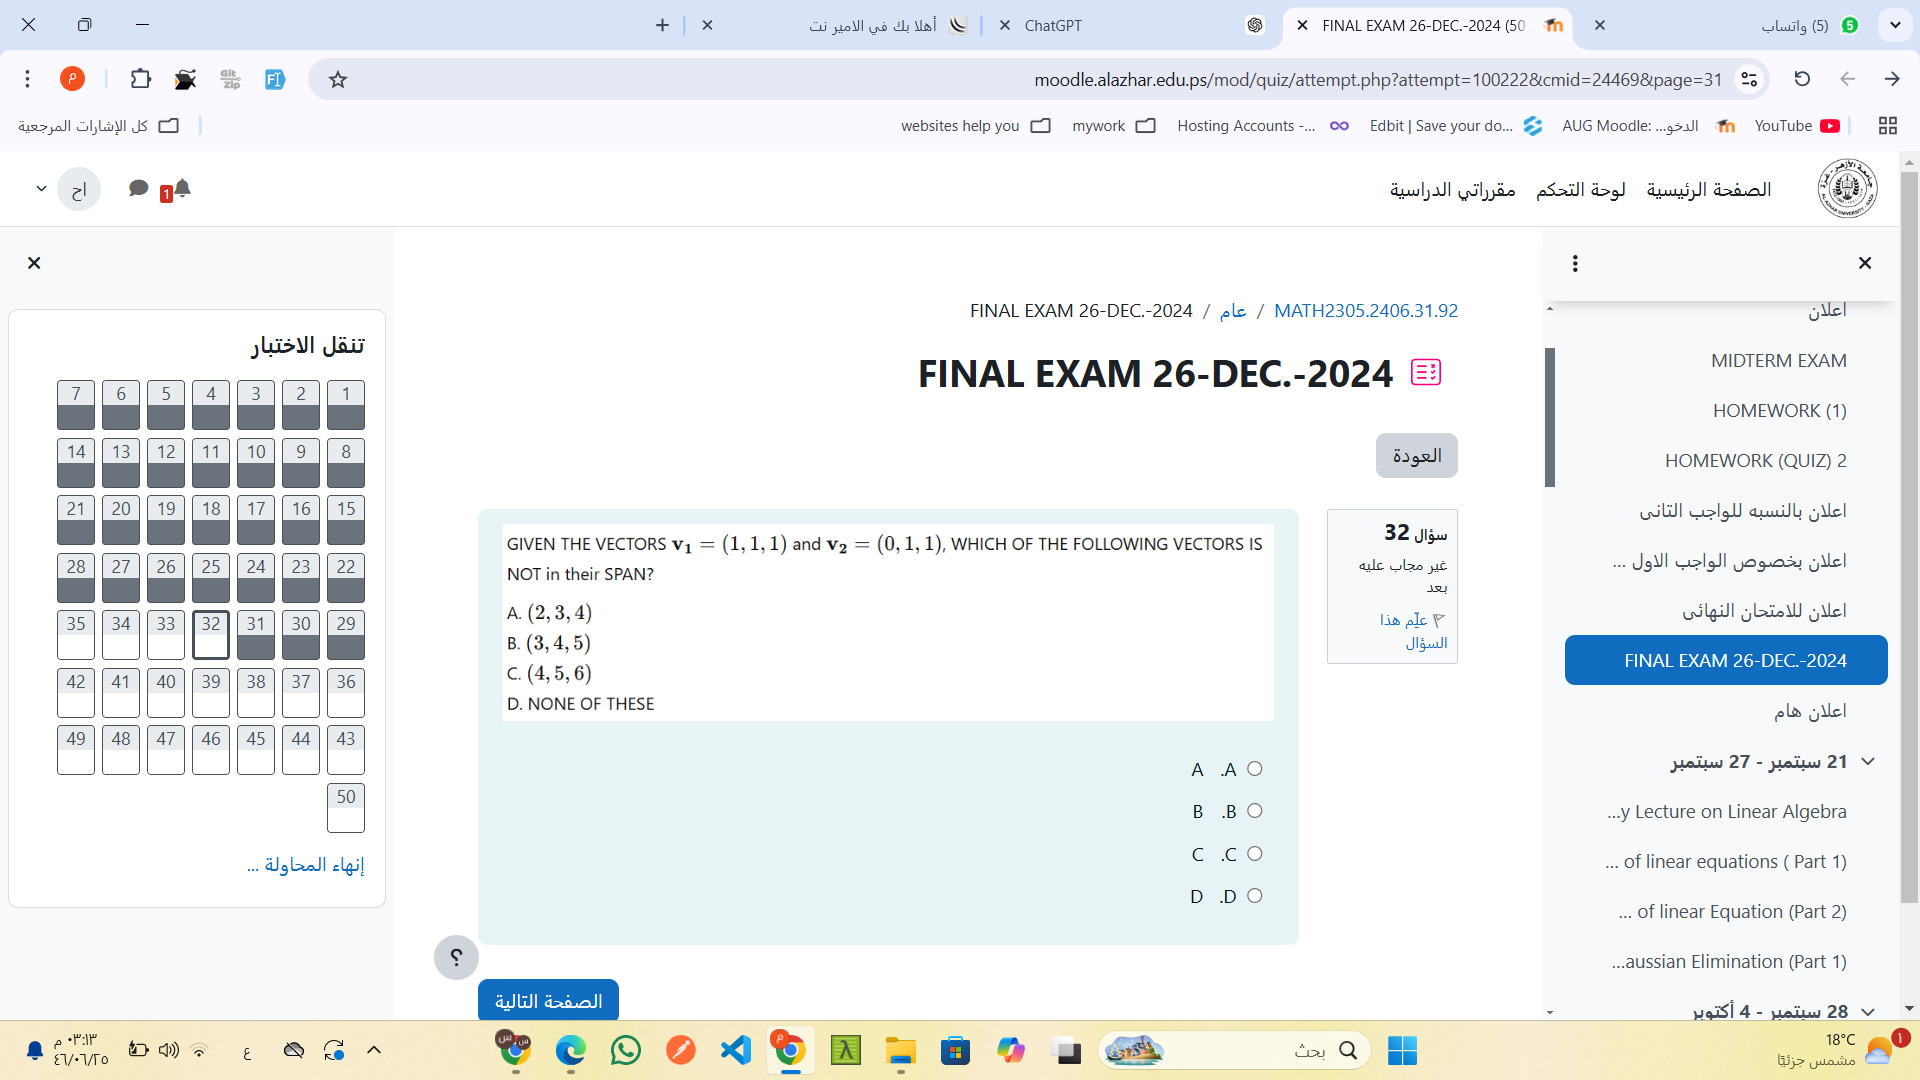 (5) واتساب
FINAL EXAM 26-DEC.-2024 (50
ChatGPT
أهلا بك في الامير نت
moodle.alazhar.edu.ps/mod/quiz/attempt.php?attempt=100222&cmid=24469&page=31
YouTube
AUG Moodle: الدخو...
Edbit | Save your do...
Hosting Accounts -...
mywork
websites help you
كل الإشارات المرجعية
الصفحة الرئيسية
لوحة التحكم
مقرراتي الدراسية
1
اح
اعلان
MIDTERM EXAM
HOMEWORK (1)
HOMEWORK (QUIZ) 2
اعلان بالنسبه للواجب الثانى
اعلان بخصوص الواجب الاول ...
اعلان للامتحان النهائى
FINAL EXAM 26-DEC.-2024
اعلان هام
21 سبتمبر - 27 سبتمبر
...y Lecture on Linear Algebra
... of linear equations ( Part 1)
... of linear Equation (Part 2)
...aussian Elimination (Part 1)
28 سبتمبر - 4 أكتوبر
MATH2305.2406.31.92 / عام / FINAL EXAM 26-DEC.-2024
FINAL EXAM 26-DEC.-2024
العودة
سؤال 32
غير مجاب عليه
بعد
علّم هذا
السؤال
GIVEN THE VECTORS v₁ = (1, 1, 1) and v₂ = (0, 1, 1), WHICH OF THE FOLLOWING VECTORS IS
NOT in their SPAN?
A. (2, 3, 4)
B. (3, 4, 5)
C. (4, 5, 6)
D. NONE OF THESE
A. A
B. B
C. C
D. D
الصفحة التالية
؟
تنقل الاختبار
1 2 3 4 5 6 7
8 9 10 11 12 13 14
15 16 17 18 19 20 21
22 23 24 25 26 27 28
29 30 31 32 33 34 35
36 37 38 39 40 41 42
43 44 45 46 47 48 49
50
إنهاء المحاولة ...
18°C
مشمس جزئيًا
1
بحث
ع
٠٣:١٣ م
٤٦/٠٦/٢٥